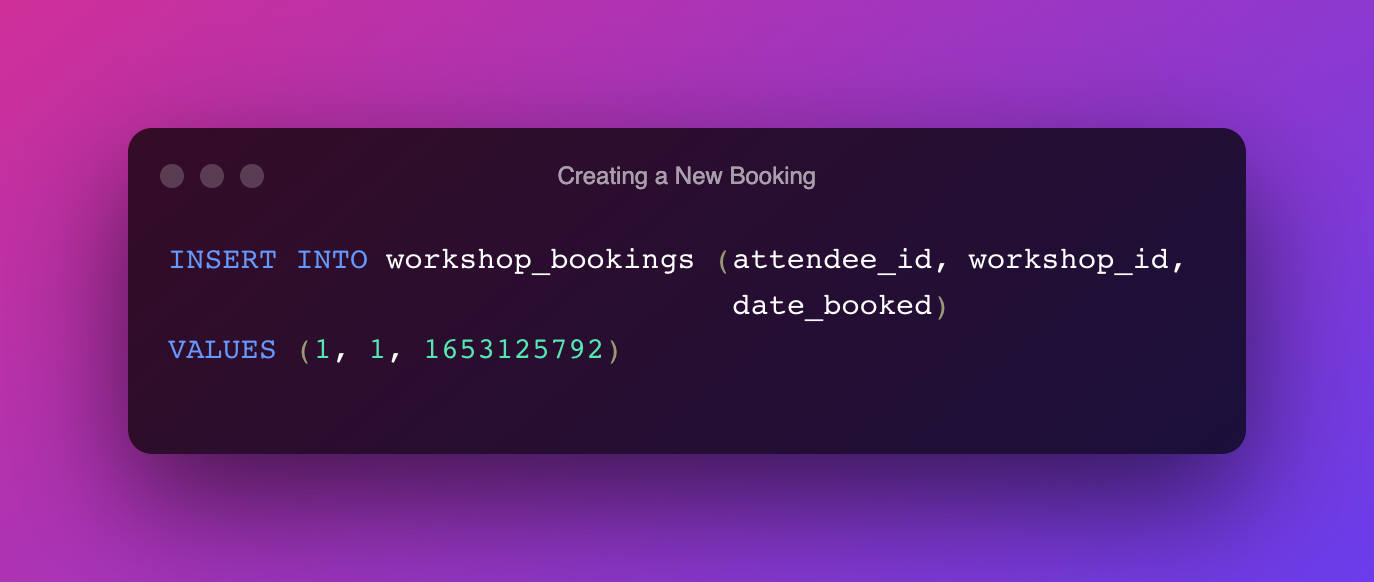 Creating a New Booking
INSERT INTO workshop_bookings (attendee_id, workshop_id,
date_booked)
VALUES (1, 1, 1653125792)